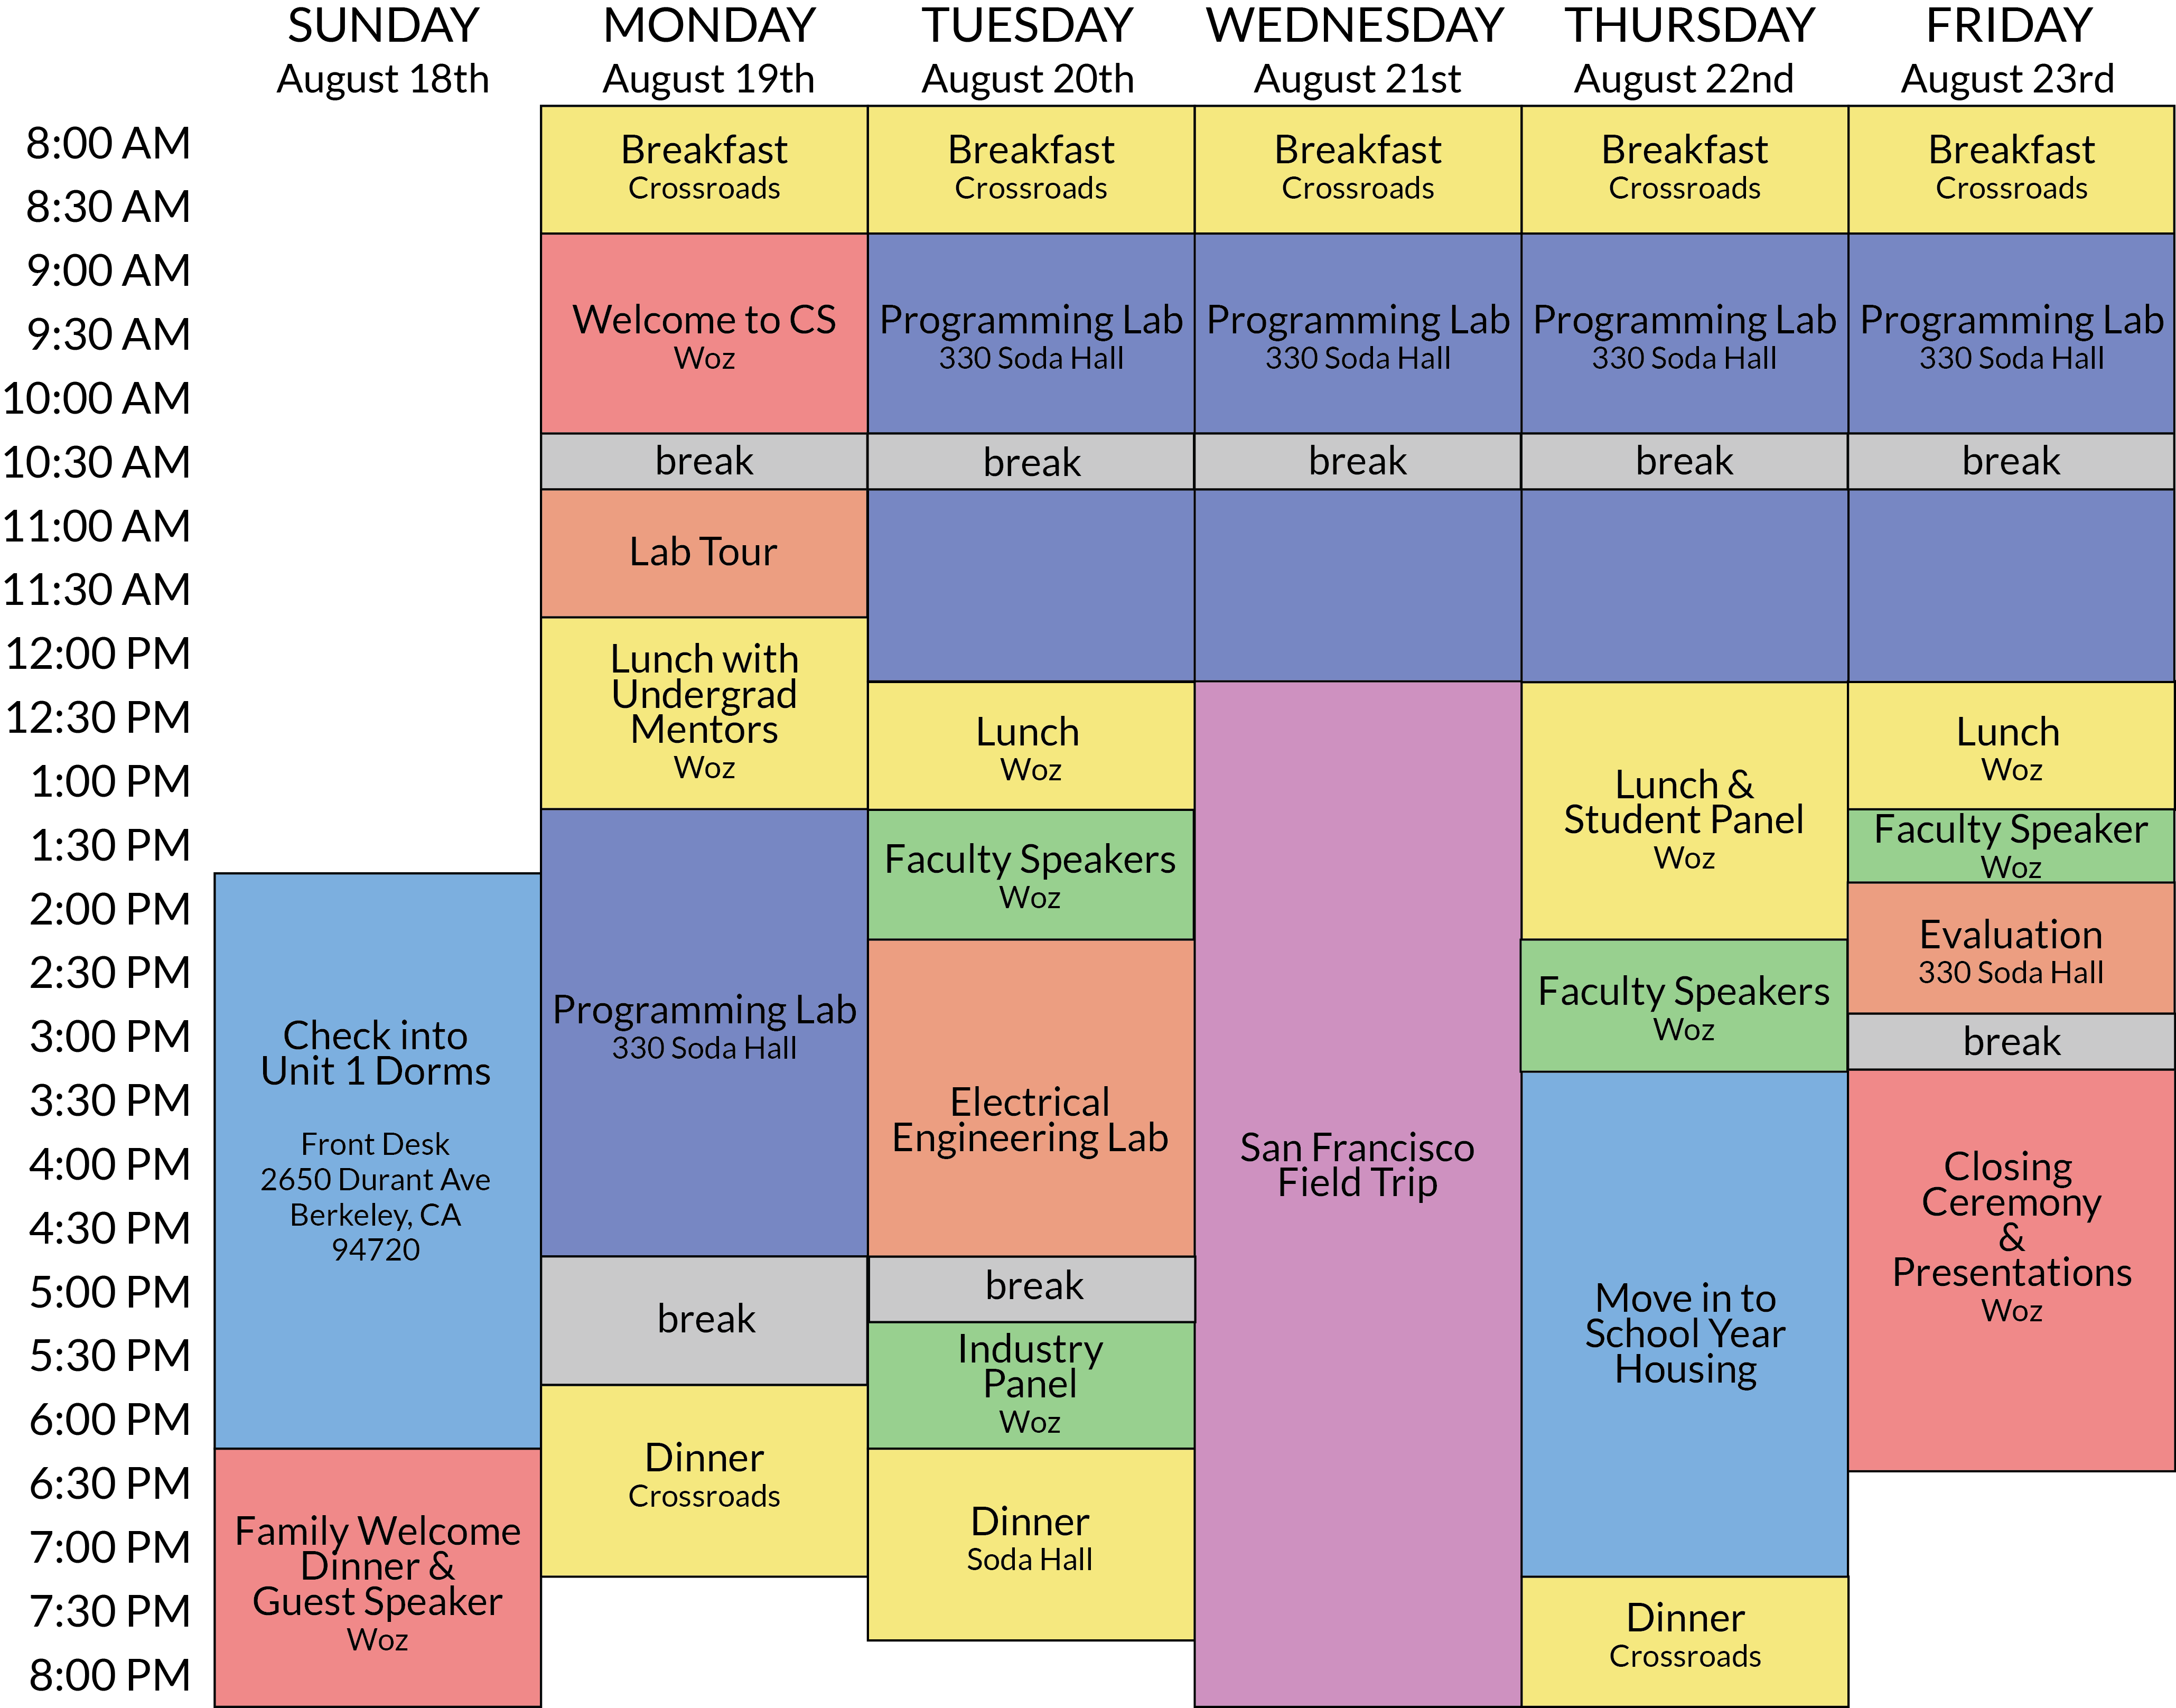 SUNDAY
August 18th
MONDAY
August 19th
TUESDAY
August 20th
WEDNESDAY
August 21st
THURSDAY
August 22nd
FRIDAY
August 23rd
8:00 AM
8:30 AM
9:00 AM
9:30 AM
10:00 AM
10:30 AM
11:00 AM
11:30 AM
12:00 PM
12:30 PM
1:00 PM
1:30 PM
2:00 PM
2:30 PM
3:00 PM
3:30 PM
4:00 PM
4:30 PM
5:00 PM
5:30 PM
6:00 PM
6:30 PM
7:00 PM
7:30 PM
8:00 PM
Check into
Unit 1 Dorms
Front Desk
2650 Durant Ave
Berkeley, CA
94720
Family Welcome
Dinner &
Guest Speaker
Woz
Breakfast
Crossroads
Welcome to CS
Woz
break
Lab Tour
Lunch with
Undergrad
Mentors
Woz
Programming Lab
330 Soda Hall
break
Dinner
Crossroads
Breakfast
Crossroads
Programming Lab
330 Soda Hall
break
Lunch
Woz
Faculty Speakers
Woz
Electrical
Engineering Lab
break
Industry
Panel
Woz
Dinner
Soda Hall
Breakfast
Crossroads
Programming Lab
330 Soda Hall
break
San Francisco
Field Trip
Breakfast
Crossroads
Programming Lab
330 Soda Hall
break
Lunch &
Student Panel
Woz
Faculty Speakers
Woz
Move in to
School Year
Housing
Dinner
Crossroads
Breakfast
Crossroads
Programming Lab
330 Soda Hall
break
Lunch
Woz
Faculty Speaker
Woz
Evaluation
330 Soda Hall
break
Closing
Ceremony
&
Presentations
Woz